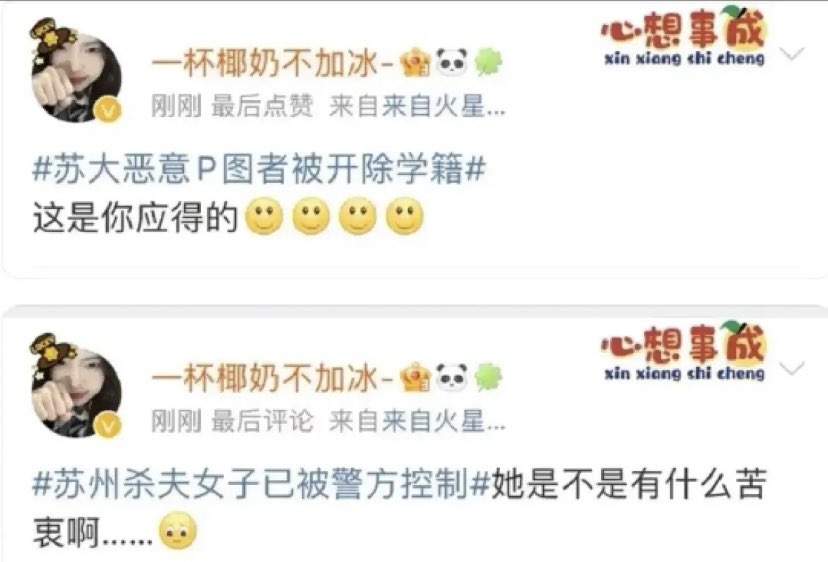 心想事成
xin xiang shi cheng
一杯椰奶不加冰-
刚刚 最后点赞 来自来自火星...
#苏大恶意P图者被开除学籍#
这是你应得的
心想事成
xin xiang shi cheng
一杯椰奶不加冰-
刚刚 最后评论 来自来自火星...
#苏州杀夫女子已被警方控制#她是不是有什么苦
衷啊......